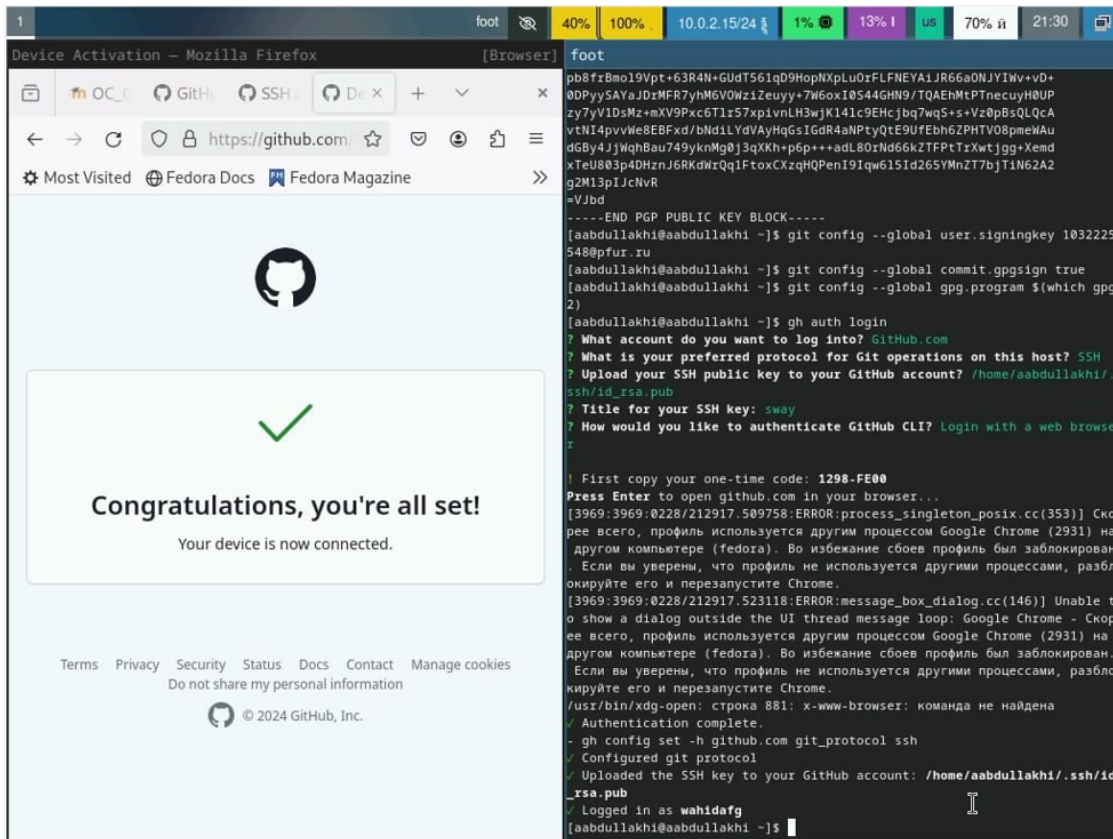 1
foot
40%
100%
10.0.2.15/24
1%
13%
us
70%
21:30
Device Activation — Mozilla Firefox
[Browser]
OC_
GitH
SSH
De
https://github.com
Most Visited
Fedora Docs
Fedora Magazine
Congratulations, you're all set!
Your device is now connected.
Terms Privacy Security Status Docs Contact Manage cookies
Do not share my personal information
© 2024 GitHub, Inc.
foot
pb8frBmo19Vpt+63R4N+GUdT561qD9HopNXpLuOrFLFNEYAiJR66aONJYIWv+vD+
0DPyySAYaJDrMFR7yhM6VOWziZeuyy+7W6oxI0S44GHN9/TQAEhMtPTnecuyH0UP
zy7yV1DsMz+mXV9Pxc6Tlr57xpivnLH3wjK14lc9EHcjbq7wqS+s+Vz0pBsQLQcA
vtNI4pvvWe8EBFxd/bNdiLYdVAyHqGsIGdR4aNPtyQtE9UfEbh6ZPHTVO8pmeWAu
dGBy4JjWqhBau749yknMg0j3qXKh+p6p+++adL8OrNd66kZTFPtTrXwtjgg+Xemd
xTeU803p4DHznJ6RKdWrQq1FtoxCXzqHQPenI9Iqw615Id265YMnZT7bjTiN62A2
g2M13pIJcNvR
=VJbd
-----END PGP PUBLIC KEY BLOCK-----
[aabdullakhi@aabdullakhi ~]$ git config --global user.signingkey 1032225
548@pfur.ru
[aabdullakhi@aabdullakhi ~]$ git config --global commit.gpgsign true
[aabdullakhi@aabdullakhi ~]$ git config --global gpg.program $(which gpg
2)
[aabdullakhi@aabdullakhi ~]$ gh auth login
? What account do you want to log into? GitHub.com
? What is your preferred protocol for Git operations on this host? SSH
? Upload your SSH public key to your GitHub account? /home/aabdullakhi/.
ssh/id_rsa.pub
? Title for your SSH key: sway
? How would you like to authenticate GitHub CLI? Login with a web browse
r
! First copy your one-time code: 1298-FE00
Press Enter to open github.com in your browser...
[3969:3969:0228/212917.509758:ERROR:process_singleton_posix.cc(353)] Ско
рее всего, профиль используется другим процессом Google Chrome (2931) на
другом компьютере (fedora). Во избежание сбоев профиль был заблокирован
. Если вы уверены, что профиль не используется другими процессами, разбл
окируйте его и перезапустите Chrome.
[3969:3969:0228/212917.523118:ERROR:message_box_dialog.cc(146)] Unable t
o show a dialog outside the UI thread message loop: Google Chrome - Скор
ее всего, профиль используется другим процессом Google Chrome (2931) на
другом компьютере (fedora). Во избежание сбоев профиль был заблокирован.
Если вы уверены, что профиль не используется другими процессами, разбло
кируйте его и перезапустите Chrome.
/usr/bin/xdg-open: строка 881: x-www-browser: команда не найдена
✓ Authentication complete.
- gh config set -h github.com git_protocol ssh
✓ Configured git protocol
✓ Uploaded the SSH key to your GitHub account: /home/aabdullakhi/.ssh/id
_rsa.pub
✓ Logged in as wahidafg
[aabdullakhi@aabdullakhi ~]$